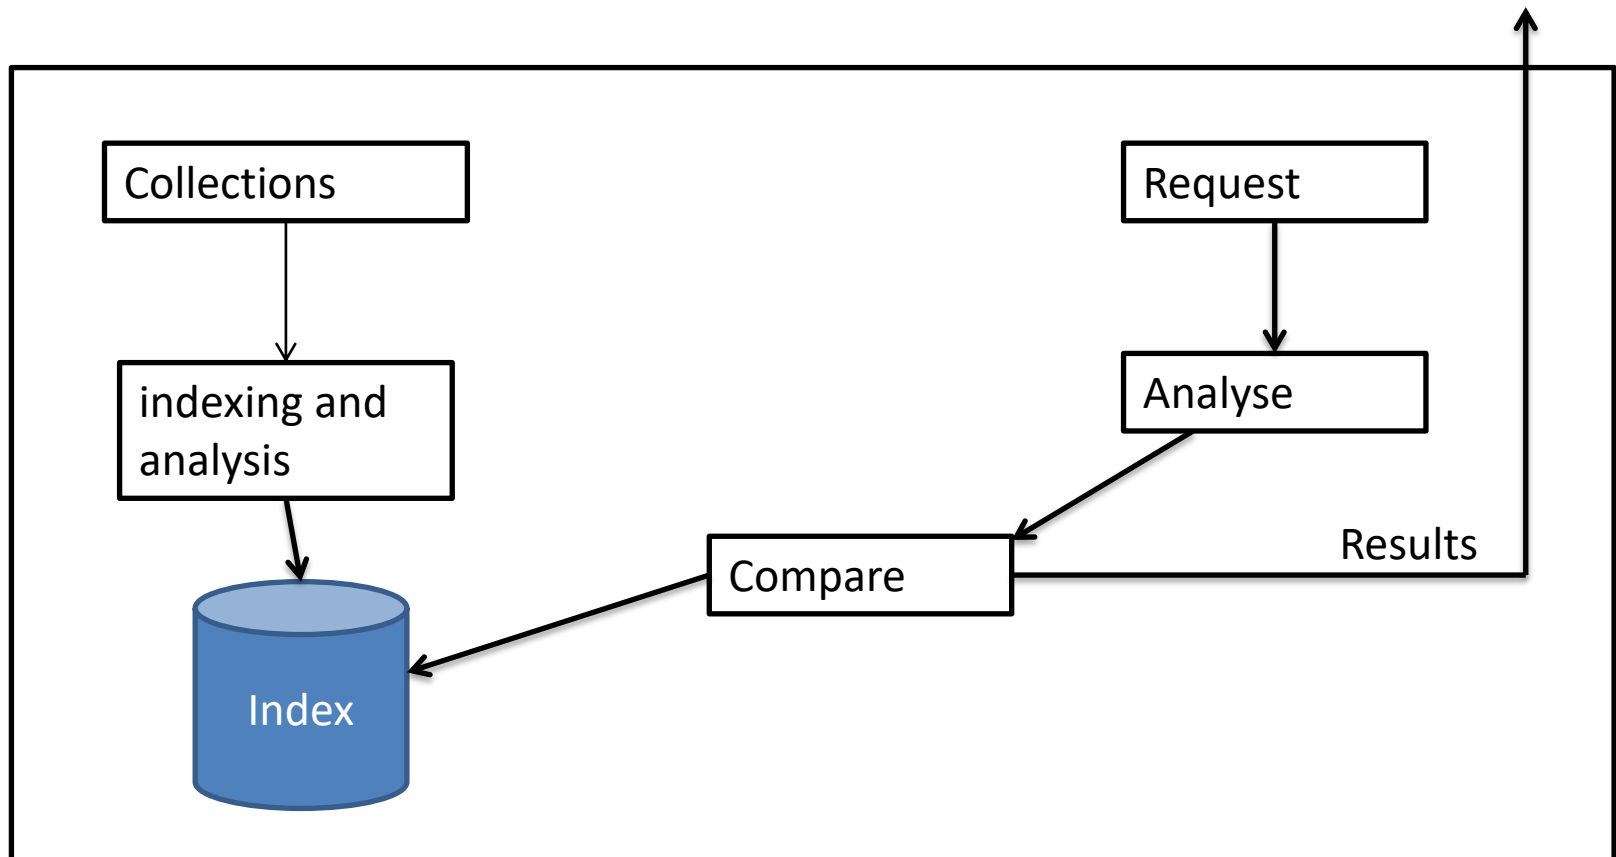 Collections
Request
indexing and
analysis
Analyse
Compare
Results
Index